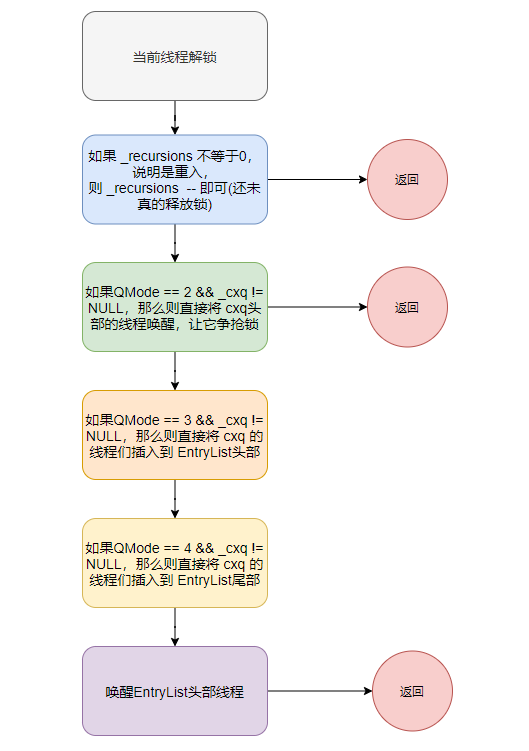 当前线程解锁
如果 _recursions 不等于0，
说明是重入，
则 _recursions -- 即可(还未
真的释放锁)
返回
如果QMode == 2 && _cxq !=
NULL，那么则直接将 cxq头
部的线程唤醒，让它争抢锁
返回
如果QMode == 3 && _cxq !=
NULL，那么则直接将 cxq 的
线程们插入到 EntryList头部
如果QMode == 4 && _cxq !=
NULL，那么则直接将 cxq 的
线程们插入到 EntryList尾部
唤醒EntryList头部线程
返回